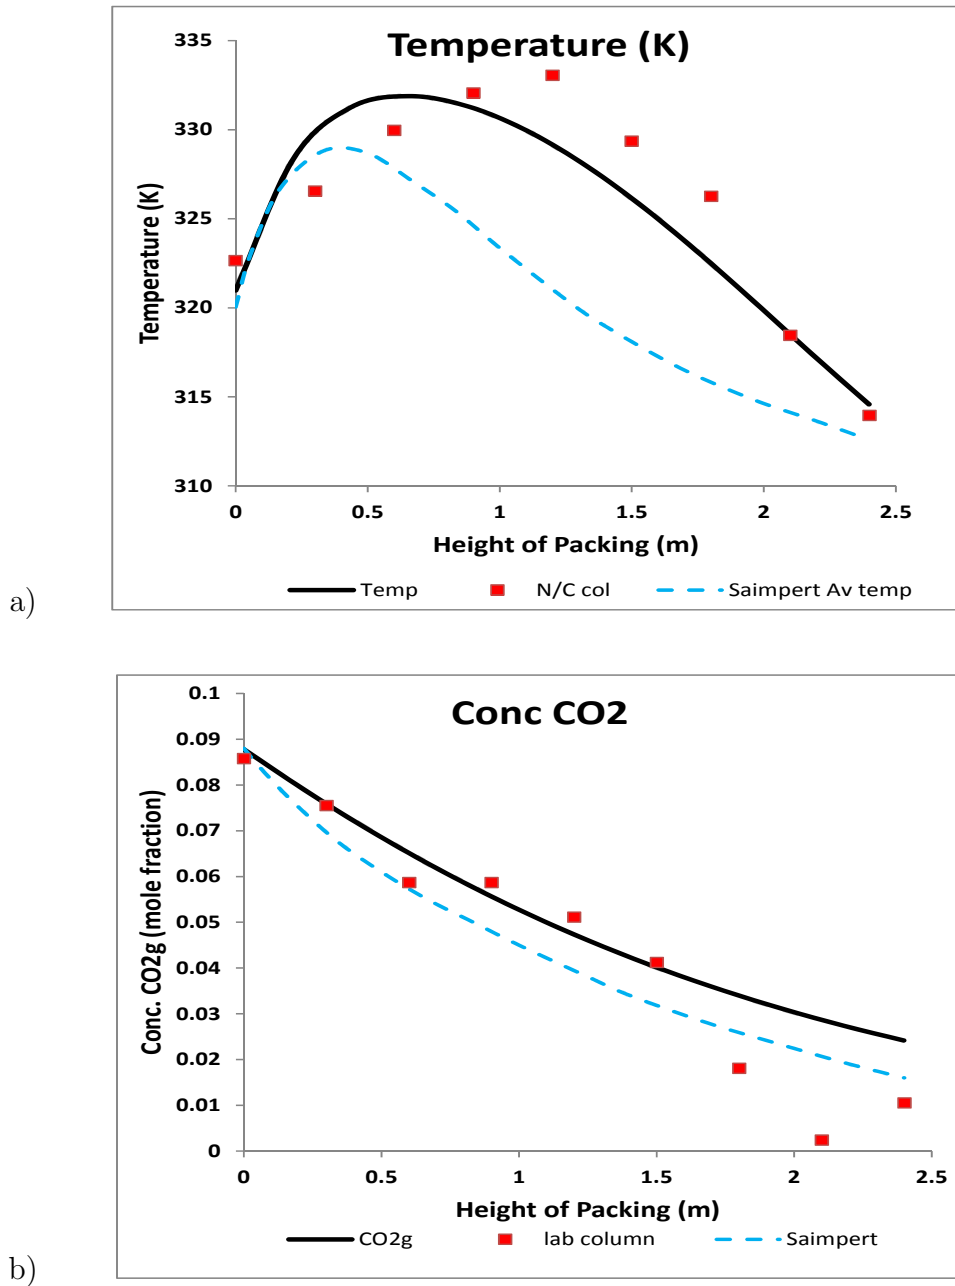 Temperature (K)
335
330
325
320
315
310
Temperature (K)
0 0.5 1 1.5 2 2.5
Height of Packing (m)
Temp N/C col Saimpert Av temp
a)
Conc CO2
0.1
0.09
0.08
0.07
0.06
0.05
0.04
0.03
0.02
0.01
0
Conc. CO2g (mole fraction)
0 0.5 1 1.5 2 2.5
Height of Packing (m)
CO2g lab column Saimpert
b)